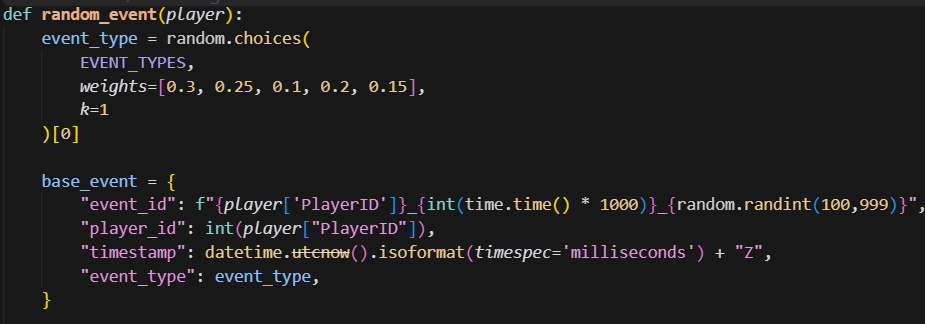 def random_event(player):
    event_type = random.choices(
        EVENT_TYPES,
        weights=[0.3, 0.25, 0.1, 0.2, 0.15],
        k=1
    )[0]

    base_event = {
        "event_id": f"{player['PlayerID']}_{int(time.time() * 1000)}_{random.randint(100,999)}",
        "player_id": int(player["PlayerID"]),
        "timestamp": datetime.utcnow().isoformat(timespec='milliseconds') + "Z",
        "event_type": event_type,
    }